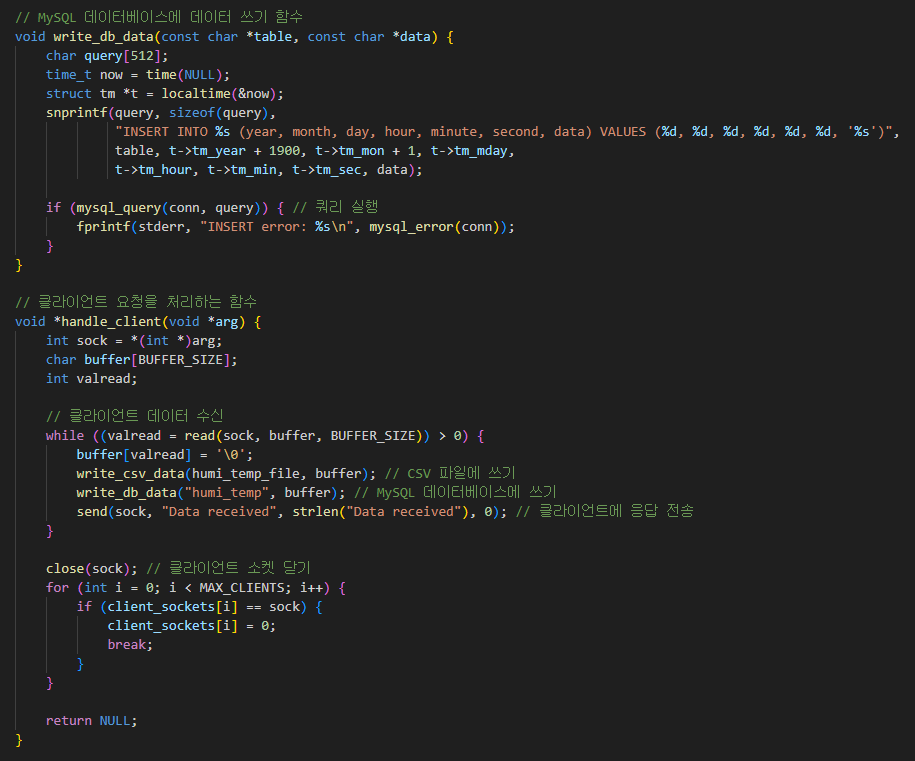 // MySQL 데이터베이스에 데이터 쓰기 함수
void write_db_data(const char *table, const char *data) {
    char query[512];
    time_t now = time(NULL);
    struct tm *t = localtime(&now);
    snprintf(query, sizeof(query),
             "INSERT INTO %s (year, month, day, hour, minute, second, data) VALUES (%d, %d, %d, %d, %d, %d, '%s')",
             table, t->tm_year + 1900, t->tm_mon + 1, t->tm_mday,
             t->tm_hour, t->tm_min, t->tm_sec, data);
    if (mysql_query(conn, query)) { // 쿼리 실행
        fprintf(stderr, "INSERT error: %s\n", mysql_error(conn));
    }
}
// 클라이언트 요청을 처리하는 함수
void *handle_client(void *arg) {
    int sock = *(int *)arg;
    char buffer[BUFFER_SIZE];
    int valread;
    // 클라이언트 데이터 수신
    while ((valread = read(sock, buffer, BUFFER_SIZE)) > 0) {
        buffer[valread] = '\0';
        write_csv_data(humi_temp_file, buffer); // CSV 파일에 쓰기
        write_db_data("humi_temp", buffer); // MySQL 데이터베이스에 쓰기
        send(sock, "Data received", strlen("Data received"), 0); // 클라이언트에 응답 전송
    }
    close(sock); // 클라이언트 소켓 닫기
    for (int i = 0; i < MAX_CLIENTS; i++) {
        if (client_sockets[i] == sock) {
            client_sockets[i] = 0;
            break;
        }
    }
    return NULL;
}